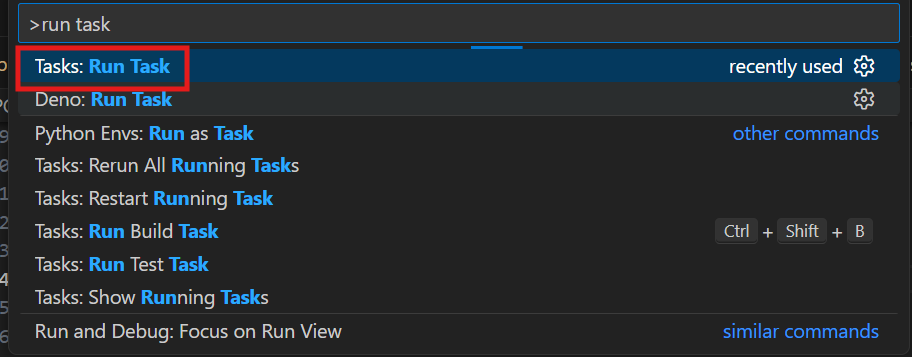 >run task
Tasks: Run Task recently used
Deno: Run Task
Python Envs: Run as Task other commands
Tasks: Rerun All Running Tasks
Tasks: Restart Running Task
Tasks: Run Build Task Ctrl + Shift + B
Tasks: Run Test Task
Tasks: Show Running Tasks
Run and Debug: Focus on Run View similar commands